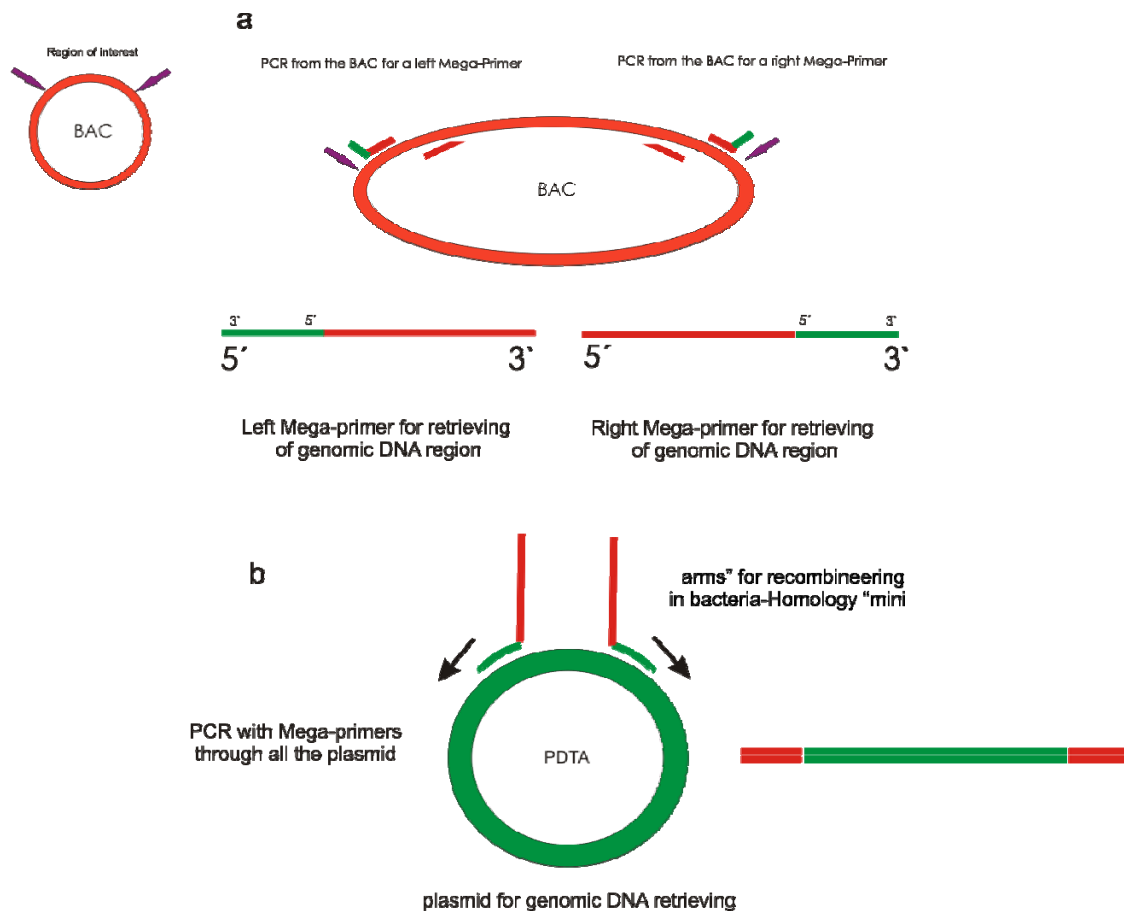 a
Region of Interest
BAC
PCR from the BAC for a left Mega-Primer
PCR from the BAC for a right Mega-Primer
BAC
3` 5`
5´ 3`
5´ 3`
5´ 3`
Left Mega-primer for retrieving
of genomic DNA region
Right Mega-primer for retrieving
of genomic DNA region
b
arms" for recombineering
in bacteria-Homology "mini
PCR with Mega-primers
through all the plasmid
PDTA
plasmid for genomic DNA retrieving